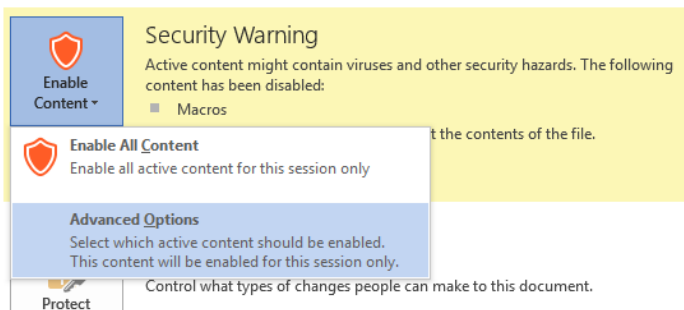 Security Warning
Active content might contain viruses and other security hazards. The following
content has been disabled:
Macros
Enable
Content
t the contents of the file.
Enable All Content
Enable all active content for this session only
Advanced Options
Select which active content should be enabled.
This content will be enabled for this session only.
Control what types of changes people can make to this document.
Protect